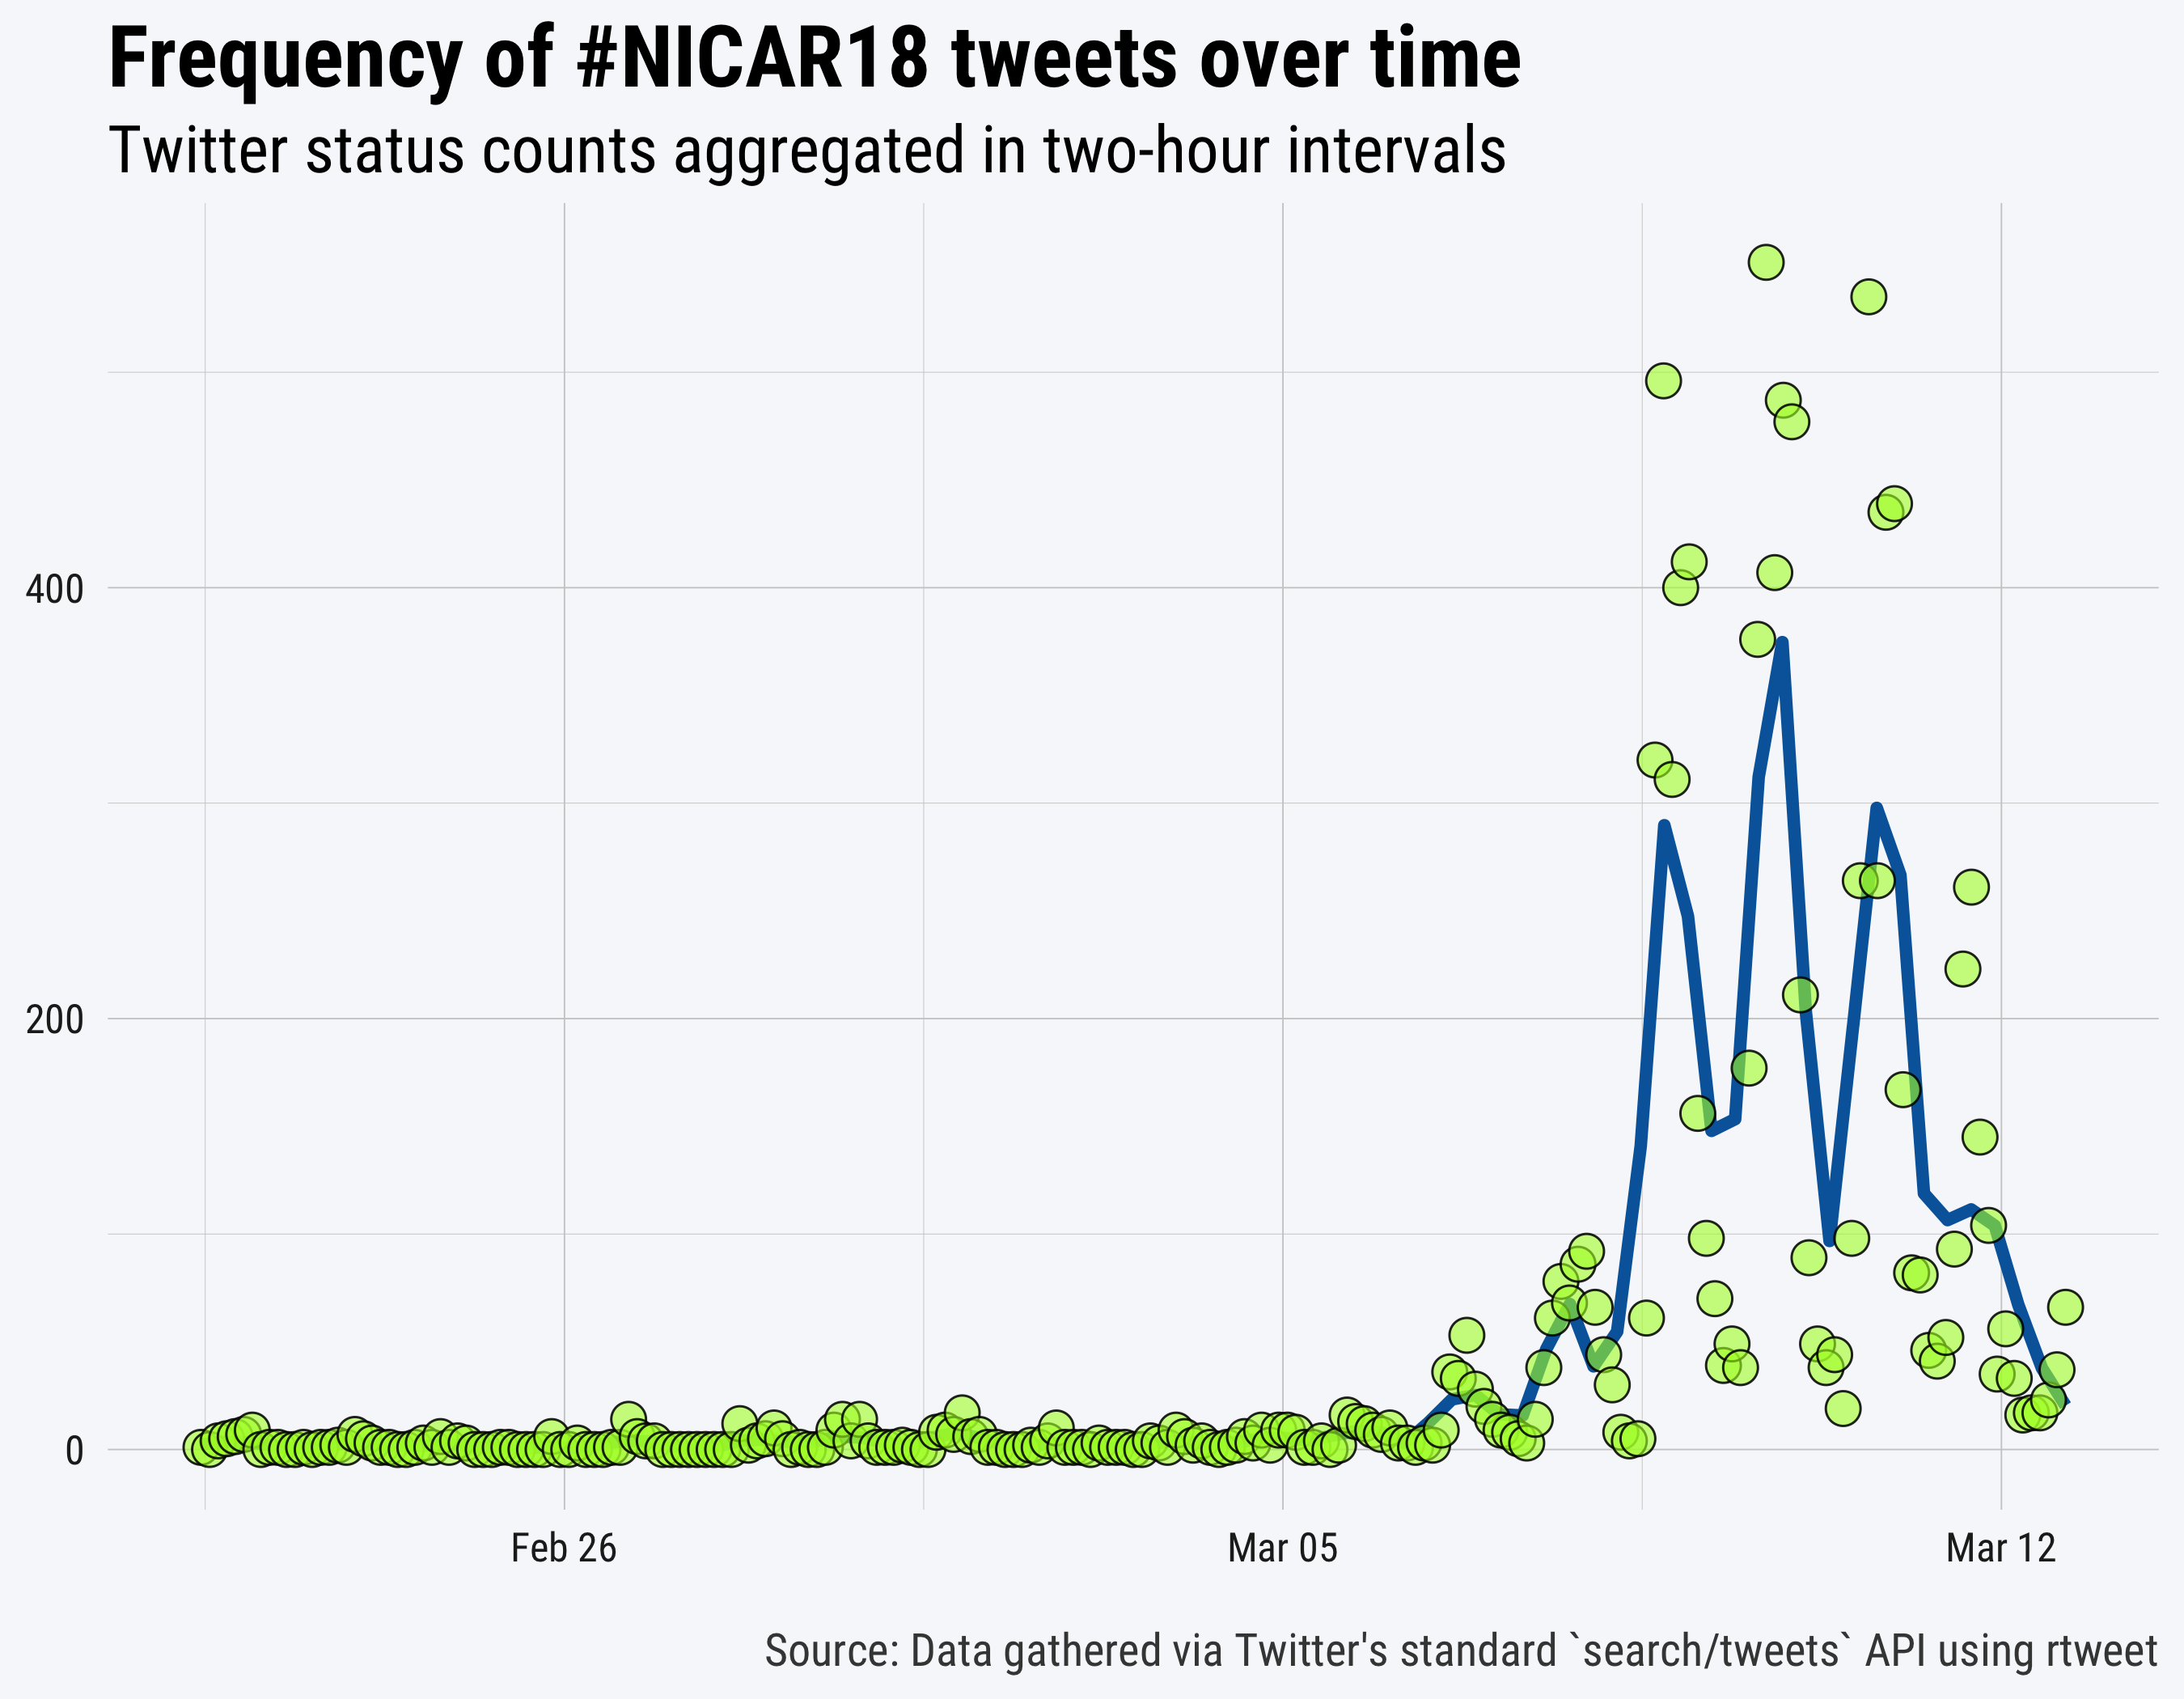 Frequency of #NICAR18 tweets over time
Twitter status counts aggregated in two-hour intervals
400
200
0
Feb 26
Mar 05
Mar 12
Source: Data gathered via Twitter's standard `search/tweets` API using rtweet